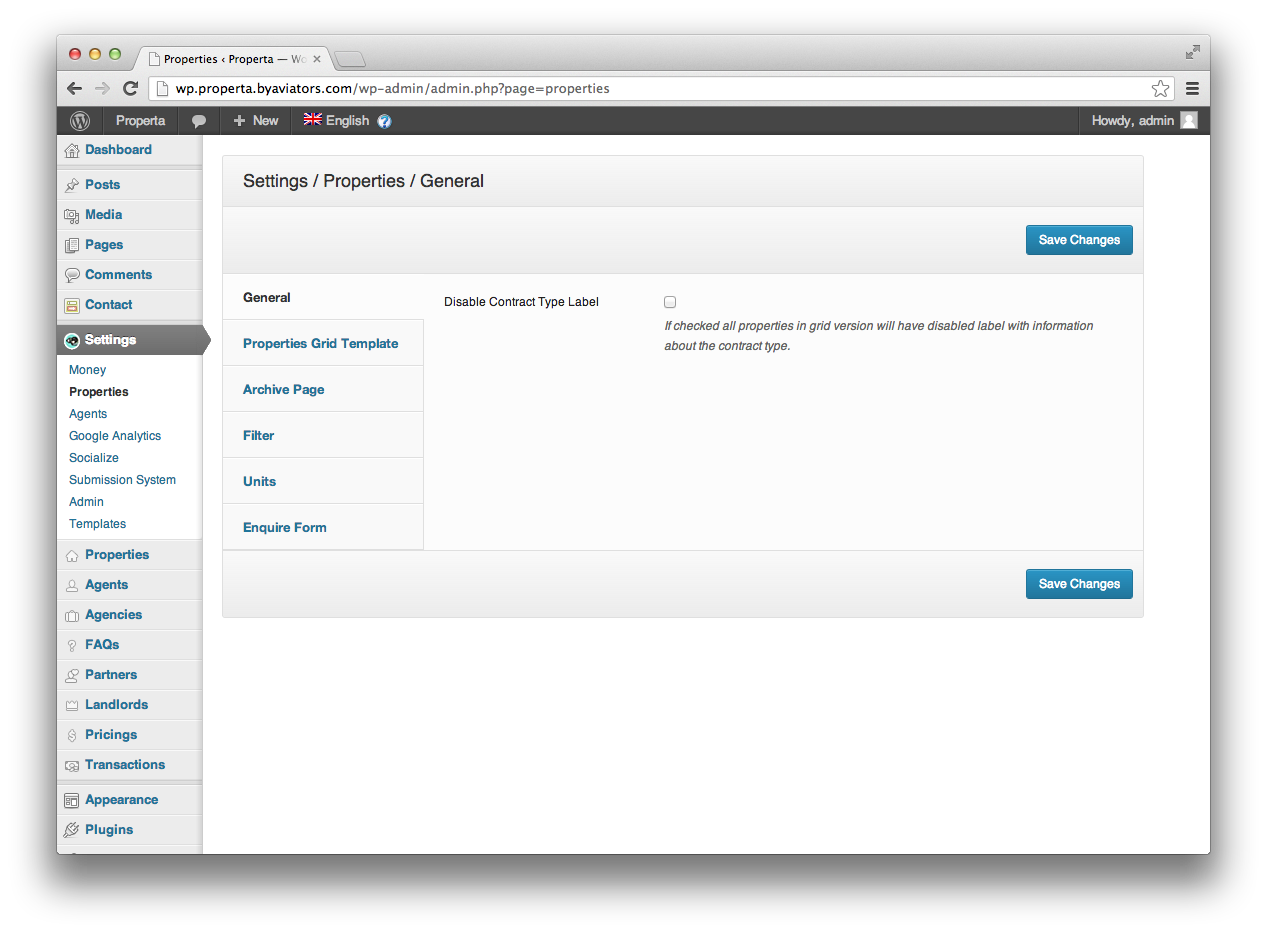 Properties ‹ Properta — Wo
wp.properta.byaviators.com/wp-admin/admin.php?page=properties
Properta
New
English
Howdy, admin
Dashboard
Posts
Media
Pages
Comments
Contact
Settings
Money
Properties
Agents
Google Analytics
Socialize
Submission System
Admin
Templates
Properties
Agents
Agencies
FAQs
Partners
Landlords
Pricings
Transactions
Appearance
Plugins
Settings / Properties / General
Save Changes
General
Properties Grid Template
Archive Page
Filter
Units
Enquire Form
Disable Contract Type Label
If checked all properties in grid version will have disabled label with information
about the contract type.
Save Changes